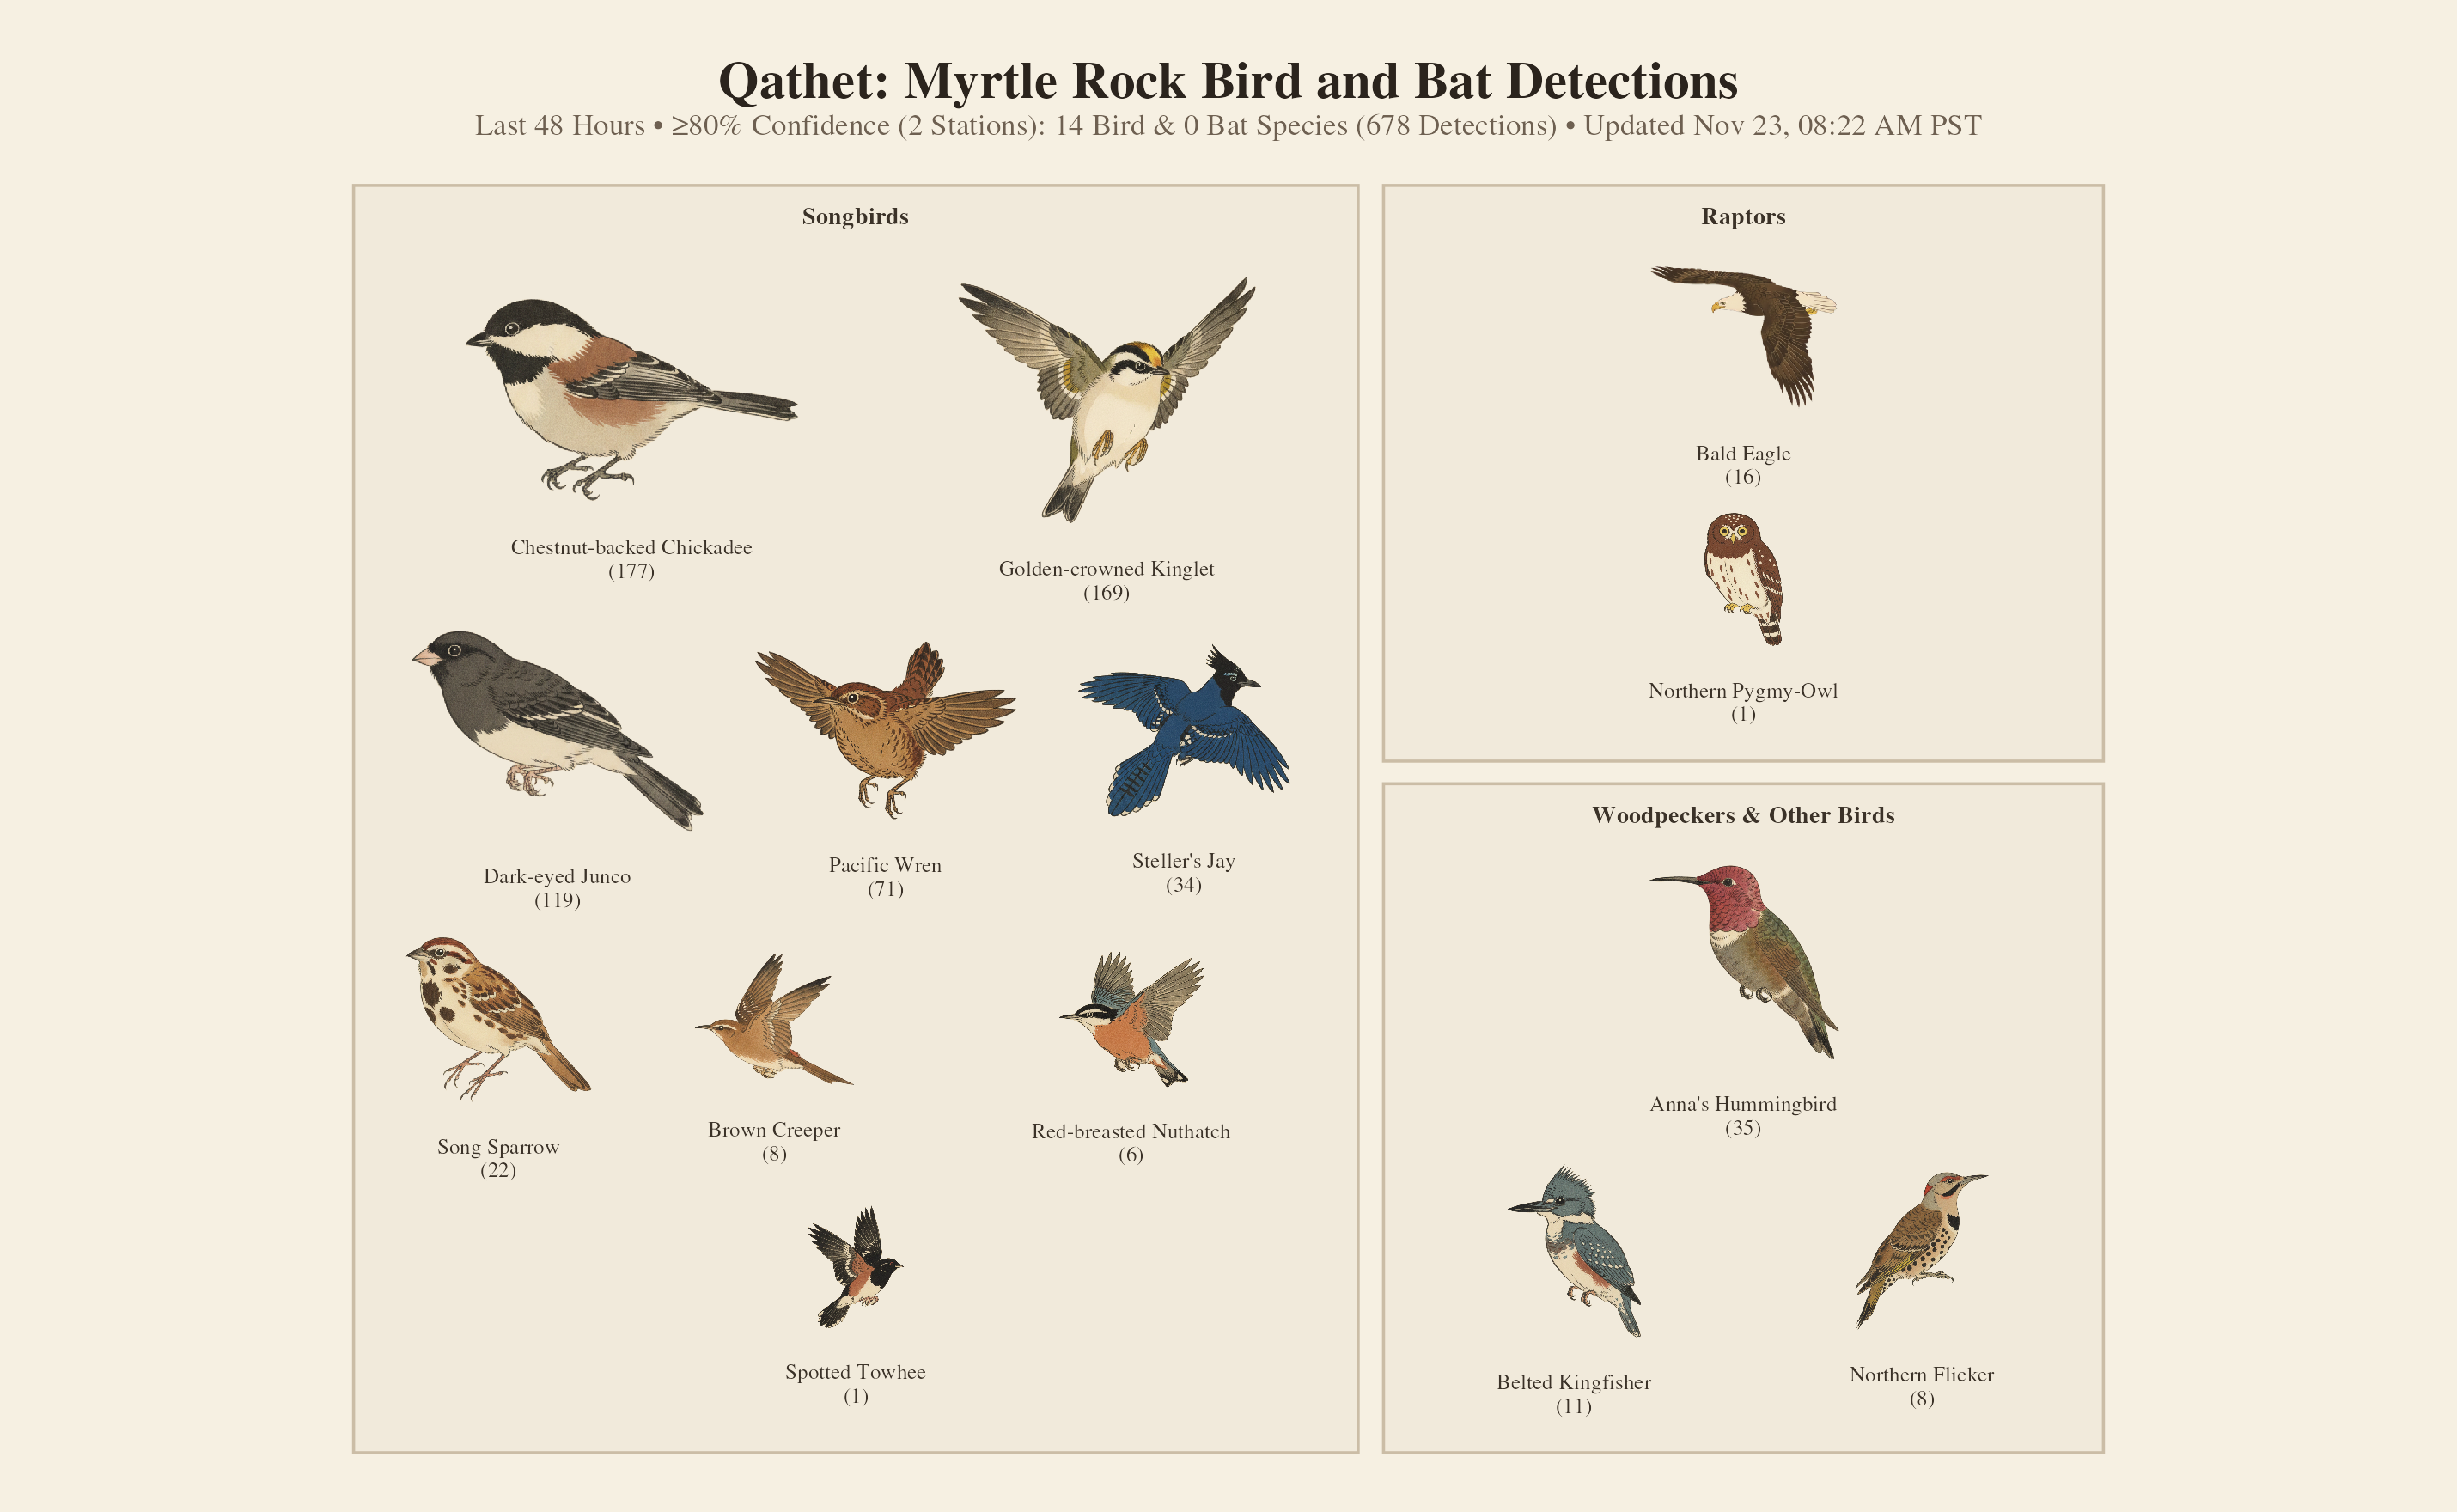 Qathet: Myrtle Rock Bird and Bat Detections
Last 48 Hours • ≥80% Confidence (2 Stations): 14 Bird & 0 Bat Species (678 Detections) • Updated Nov 23, 08:22 AM PST
Songbirds
Chestnut-backed Chickadee
(177)
Golden-crowned Kinglet
(169)
Dark-eyed Junco
(119)
Pacific Wren
(71)
Steller's Jay
(34)
Song Sparrow
(22)
Brown Creeper
(8)
Red-breasted Nuthatch
(6)
Spotted Towhee
(1)
Raptors
Bald Eagle
(16)
Northern Pygmy-Owl
(1)
Woodpeckers & Other Birds
Anna's Hummingbird
(35)
Belted Kingfisher
(11)
Northern Flicker
(8)